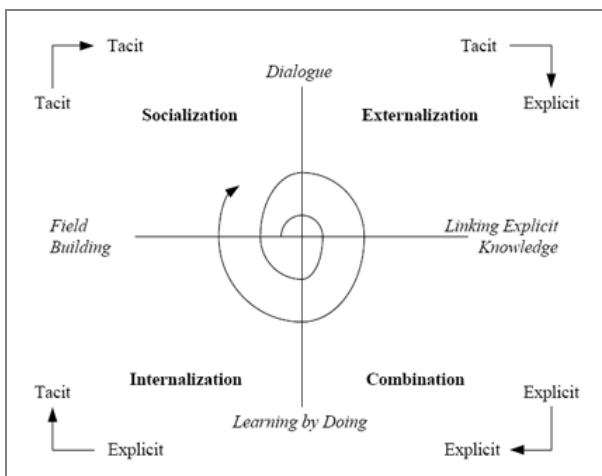 Tacit
Tacit
Dialogue
Tacit
Explicit
Socialization
Externalization
Field
Building
Linking Explicit
Knowledge
Internalization
Combination
Tacit
Explicit
Learning by Doing
Explicit
Explicit